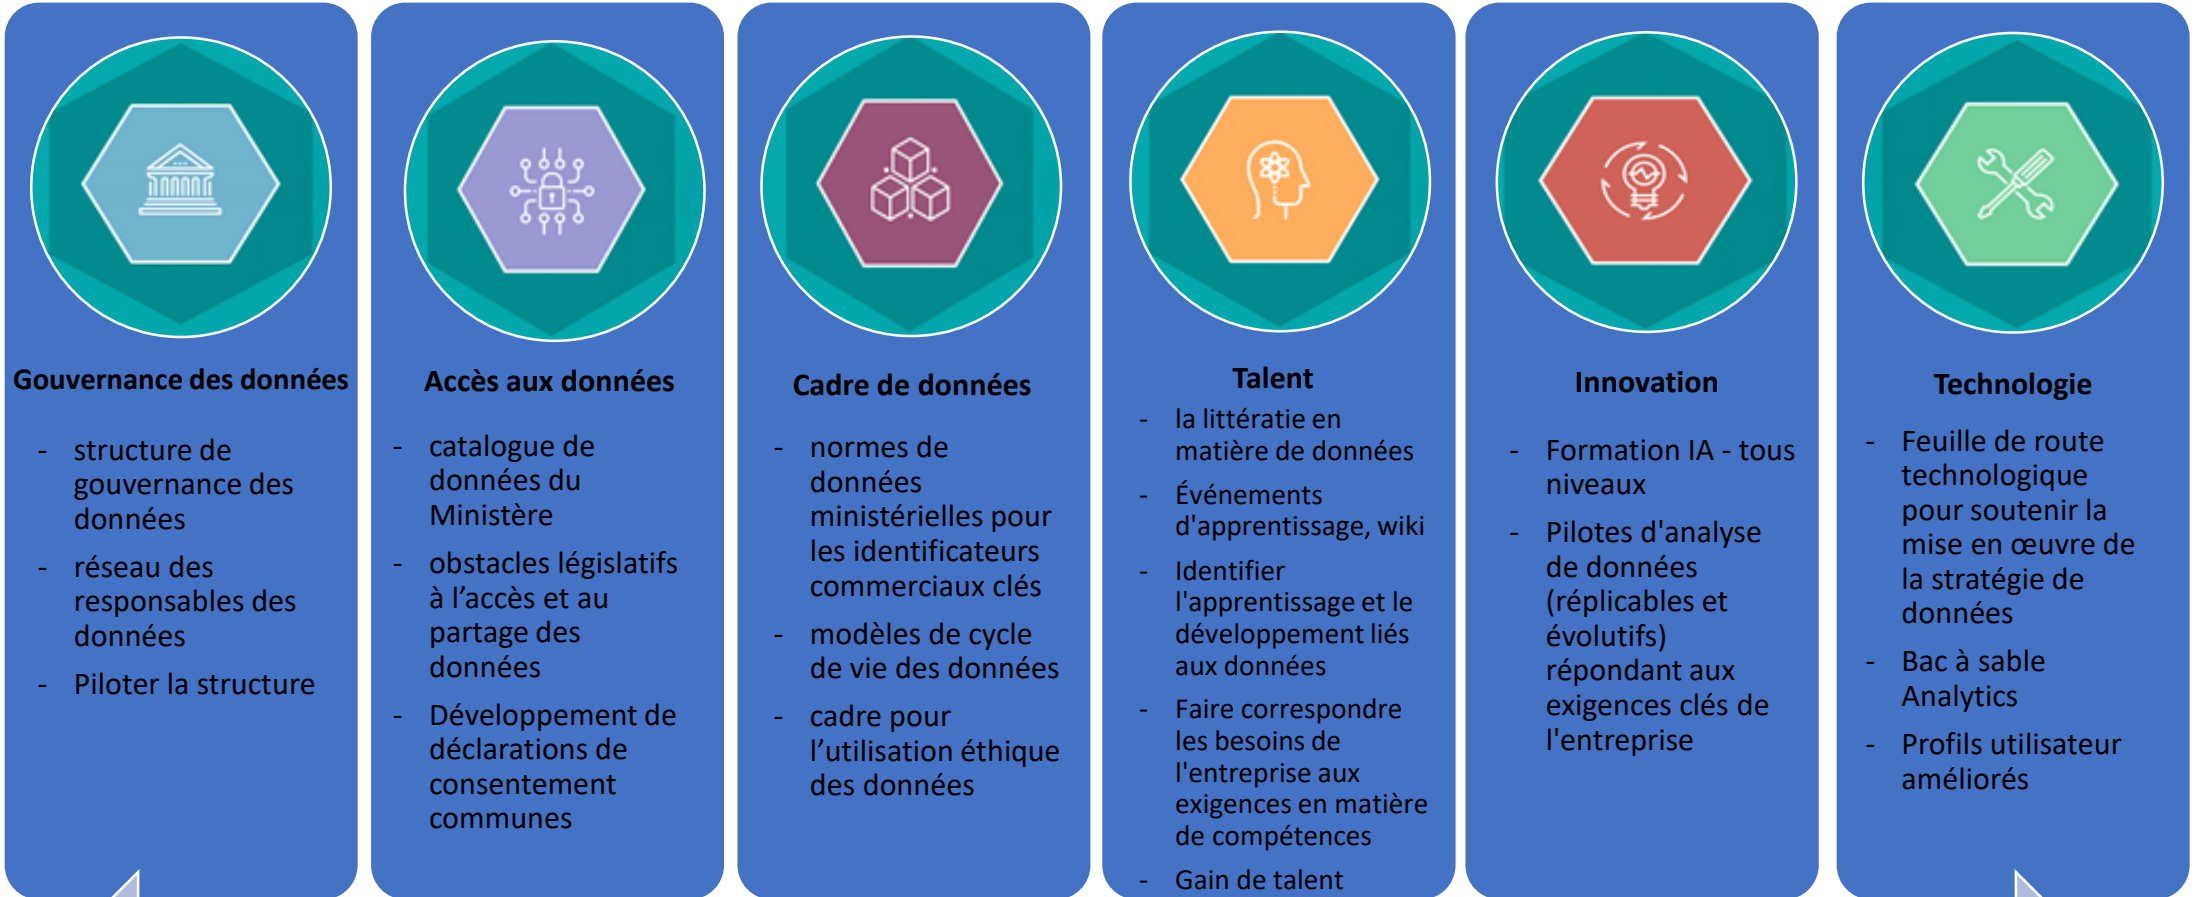 Gouvernance des données
- structure de
gouvernance des
données
- réseau des
responsables des
données
- Piloter la structure
Accès aux données
- catalogue de
données du
Ministère
- obstacles législatifs
à l’accès et au
partage des
données
- Développement de
déclarations de
consentement
communes
Cadre de données
- normes de
données
ministérielles pour
les identificateurs
commerciaux clés
- modèles de cycle
de vie des données
- cadre pour
l’utilisation éthique
des données
Talent
- la littératie en
matière de données
- Événements
d'apprentissage, wiki
- Identifier
l'apprentissage et le
développement liés
aux données
- Faire correspondre
les besoins de
l'entreprise aux
exigences en matière
de compétences
- Gain de talent
Innovation
- Formation IA - tous
niveaux
- Pilotes d'analyse
de données
(réplicables et
évolutifs)
répondant aux
exigences clés de
l'entreprise
Technologie
- Feuille de route
technologique
pour soutenir la
mise en œuvre de
la stratégie de
données
- Bac à sable
Analytics
- Profils utilisateur
améliorés